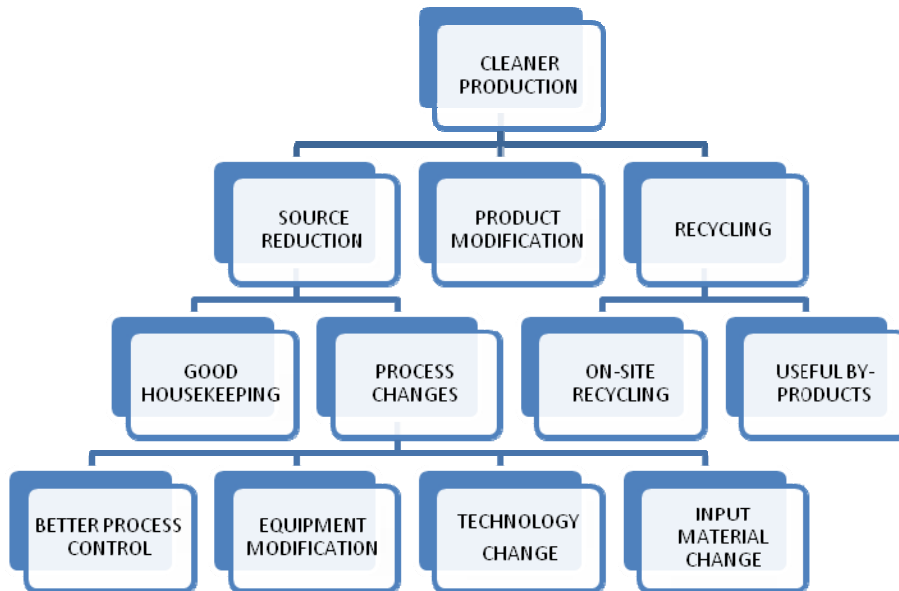 CLEANER
PRODUCTION
SOURCE
REDUCTION
PRODUCT
MODIFICATION
RECYCLING
GOOD
HOUSEKEEPING
PROCESS
CHANGES
ON-SITE
RECYCLING
USEFUL BY-
PRODUCTS
BETTER PROCESS
CONTROL
EQUIPMENT
MODIFICATION
TECHNOLOGY
CHANGE
INPUT
MATERIAL
CHANGE